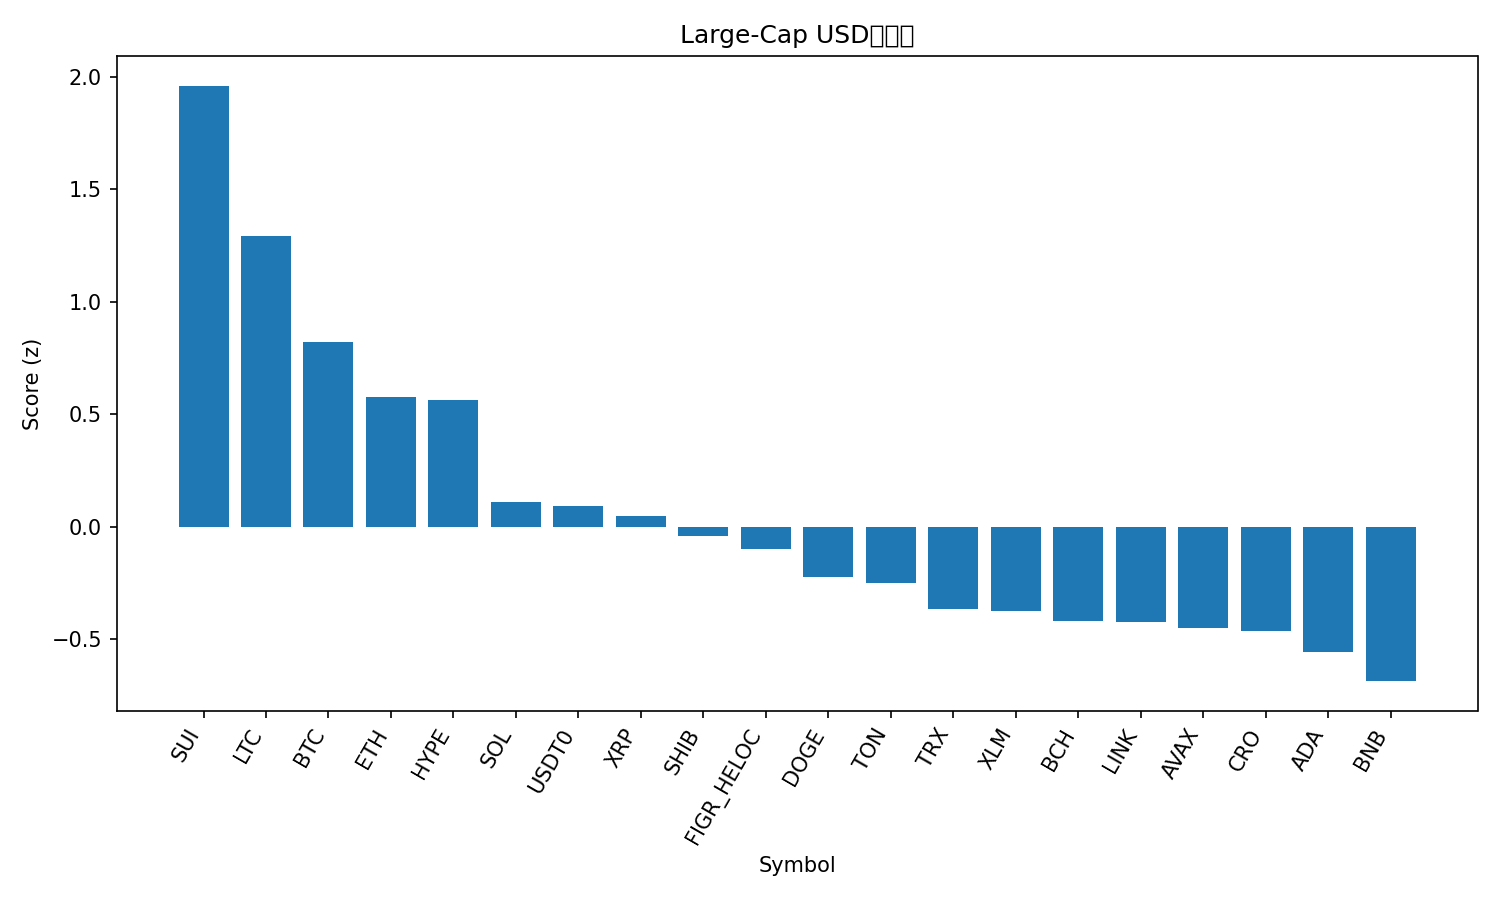 Large-Cap USD
Score (z)
2.0
1.5
1.0
0.5
0.0
−0.5
SUI
LTC
BTC
ETH
HYPE
SOL
USDT0
XRP
SHIB
FIGR_HELOC
DOGE
TON
TRX
XLM
BCH
LINK
AVAX
CRO
ADA
BNB
Symbol